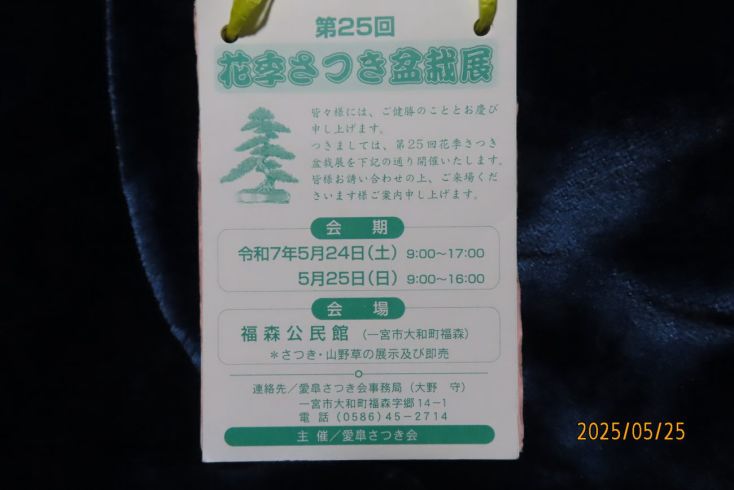 第25回
花季さつき盆栽展
皆々様には、ご健勝のこととお慶び
申し上げます。
つきましては、第25回花季さつき
盆栽展を下記の通り開催いたします。
皆様お誘い合わせの上、ご来場くだ
さいます様ご案内申し上げます。
会 期
令和7年5月24日(土) 9:00〜17:00
5月25日(日) 9:00〜16:00
会 場
福森公民館 (一宮市大和町福森)
*さつき・山野草の展示及び即売
連絡先/愛阜さつき会事務局(大野 守)
一宮市大和町福森字郷14-1
電話(0586)45-2714
主 催/愛阜さつき会
2025/05/25